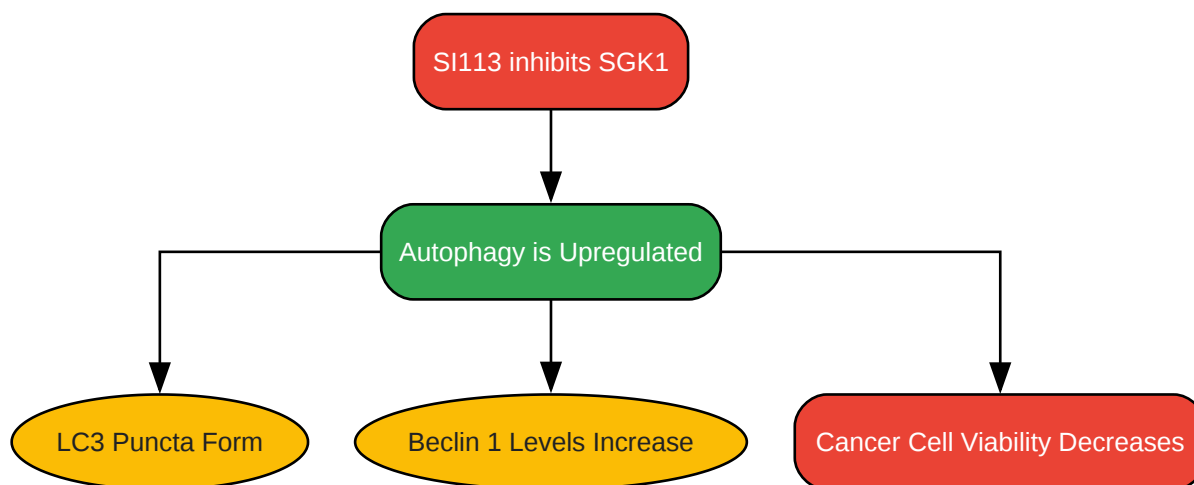 SI113 inhibits SGK1
Autophagy is Upregulated
LC3 Puncta Form
Beclin 1 Levels Increase
Cancer Cell Viability Decreases